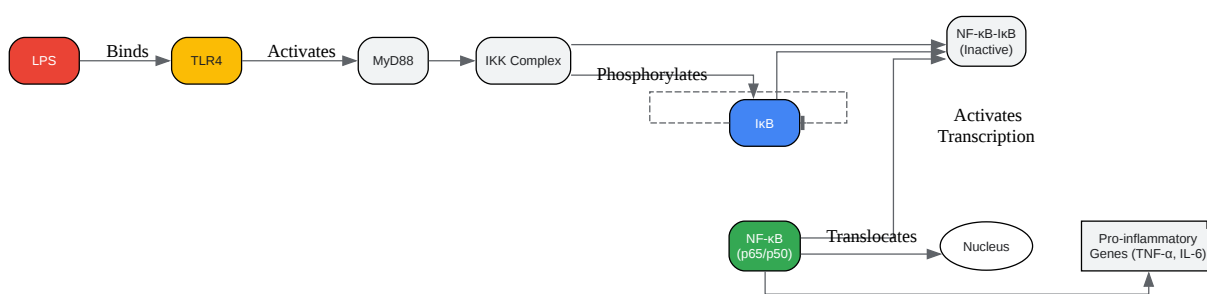 LPS
Binds
TLR4
Activates
MyD88
IKK Complex
Phosphorylates
IκB
NF-κB-IκB
(Inactive)
Activates
Transcription
NF-κB
(p65/p50)
Translocates
Nucleus
Pro-inflammatory
Genes (TNF-α, IL-6)